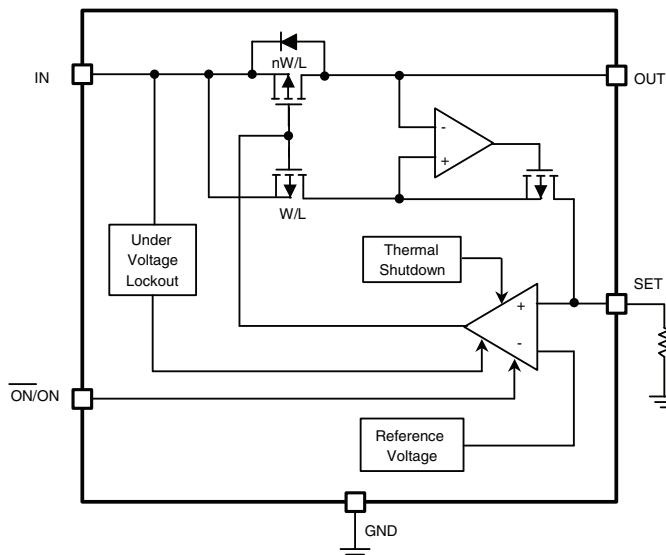 nW/L
IN
OUT
-
+
W/L
Under
Voltage
Lockout
Thermal
Shutdown
SET
+
-
ON/ON
Reference
Voltage
GND